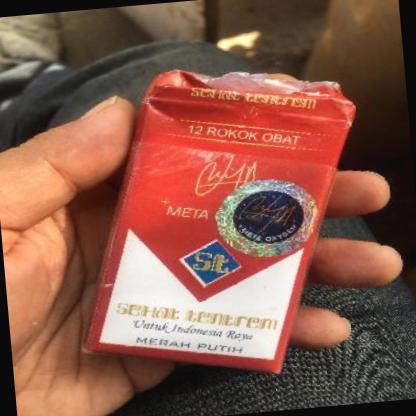 SEHAT TENTREM
12 ROKOK OBAT
META
St
SEHAT TENTREM
Untuk Indonesia Raya
MERAH PUTIH